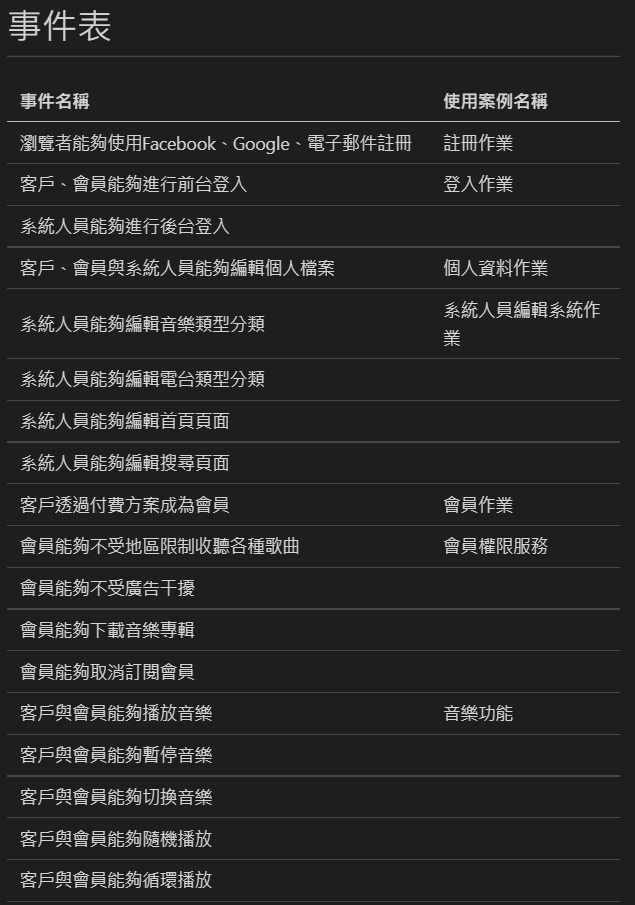 事件表
事件名稱 使用案例名稱
瀏覽者能夠使用Facebook、Google、電子郵件註冊 註冊作業
客戶、會員能夠進行前台登入 登入作業
系統人員能夠進行後台登入
客戶、會員與系統人員能夠編輯個人檔案 個人資料作業
系統人員能夠編輯音樂類型分類 系統人員編輯系統作
業
系統人員能夠編輯電台類型分類
系統人員能夠編輯首頁頁面
系統人員能夠編輯搜尋頁面
客戶透過付費方案成為會員 會員作業
會員能夠不受地區限制收聽各種歌曲 會員權限服務
會員能夠不受廣告干擾
會員能夠下載音樂專輯
會員能夠取消訂閱會員
客戶與會員能夠播放音樂 音樂功能
客戶與會員能夠暫停音樂
客戶與會員能夠切換音樂
客戶與會員能夠隨機播放
客戶與會員能夠循環播放